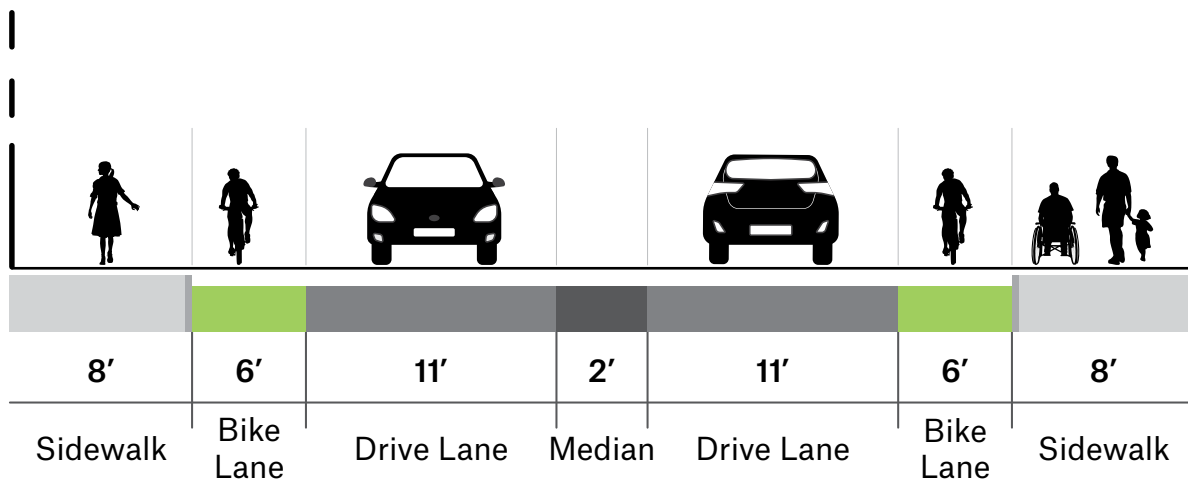 8′ 6′ 11′ 2′ 11′ 6′ 8′
Sidewalk Bike Lane Drive Lane Median Drive Lane Bike Lane Sidewalk